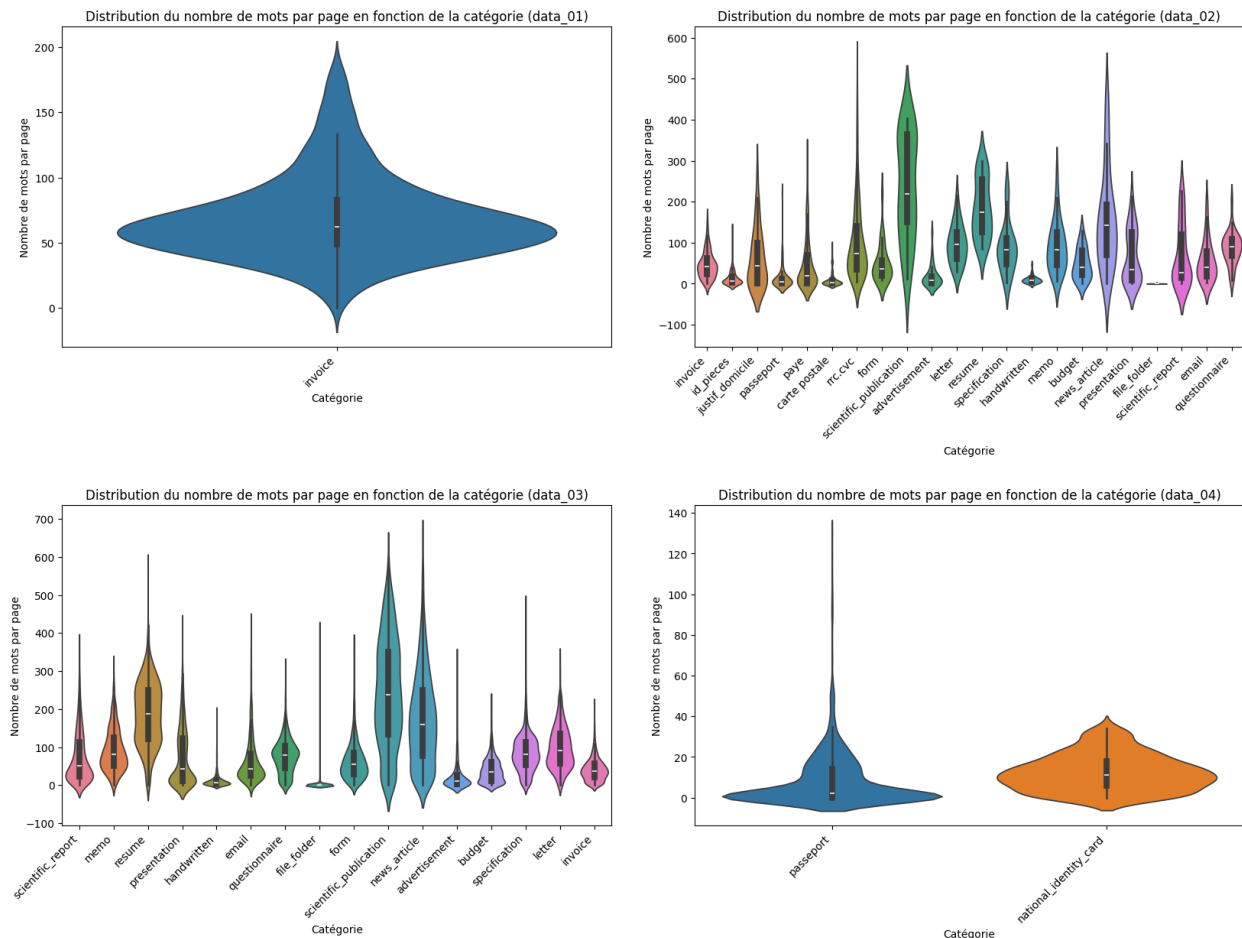 Distribution du nombre de mots par page en fonction de la catégorie (data_01)
Nombre de mots par page
200
150
100
50
0
invoice
Catégorie
Distribution du nombre de mots par page en fonction de la catégorie (data_02)
Nombre de mots par page
600
500
400
300
200
100
0
−100
invoice
id_pieces
justif_domicile
passeport
paye
carte postale
rrc.cvc
form
scientific_publication
advertisement
letter
resume
specification
handwritten
memo
budget
news_article
presentation
file_folder
scientific_report
email
questionnaire
Catégorie
Distribution du nombre de mots par page en fonction de la catégorie (data_03)
Nombre de mots par page
700
600
500
400
300
200
100
0
−100
scientific_report
memo
resume
presentation
handwritten
email
questionnaire
file_folder
form
scientific_publication
news_article
advertisement
budget
specification
letter
invoice
Catégorie
Distribution du nombre de mots par page en fonction de la catégorie (data_04)
Nombre de mots par page
140
120
100
80
60
40
20
0
passeport
national_identity_card
Catégorie